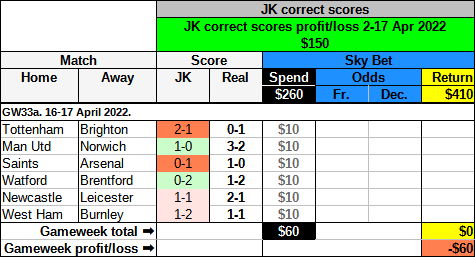 JK correct scores
JK correct scores profit/loss 2-17 Apr 2022
$150
Match Score Sky Bet
Home Away JK Real Spend Odds Return
$260 Fr. Dec. $410
GW33a. 16-17 April 2022.
Tottenham Brighton 2-1 0-1 $10
Man Utd Norwich 1-0 3-2 $10
Saints Arsenal 0-1 1-0 $10
Watford Brentford 0-2 1-2 $10
Newcastle Leicester 1-1 2-1 $10
West Ham Burnley 1-2 1-1 $10
Gameweek total ➡ $60 $0
Gameweek profit/loss ➡ -$60